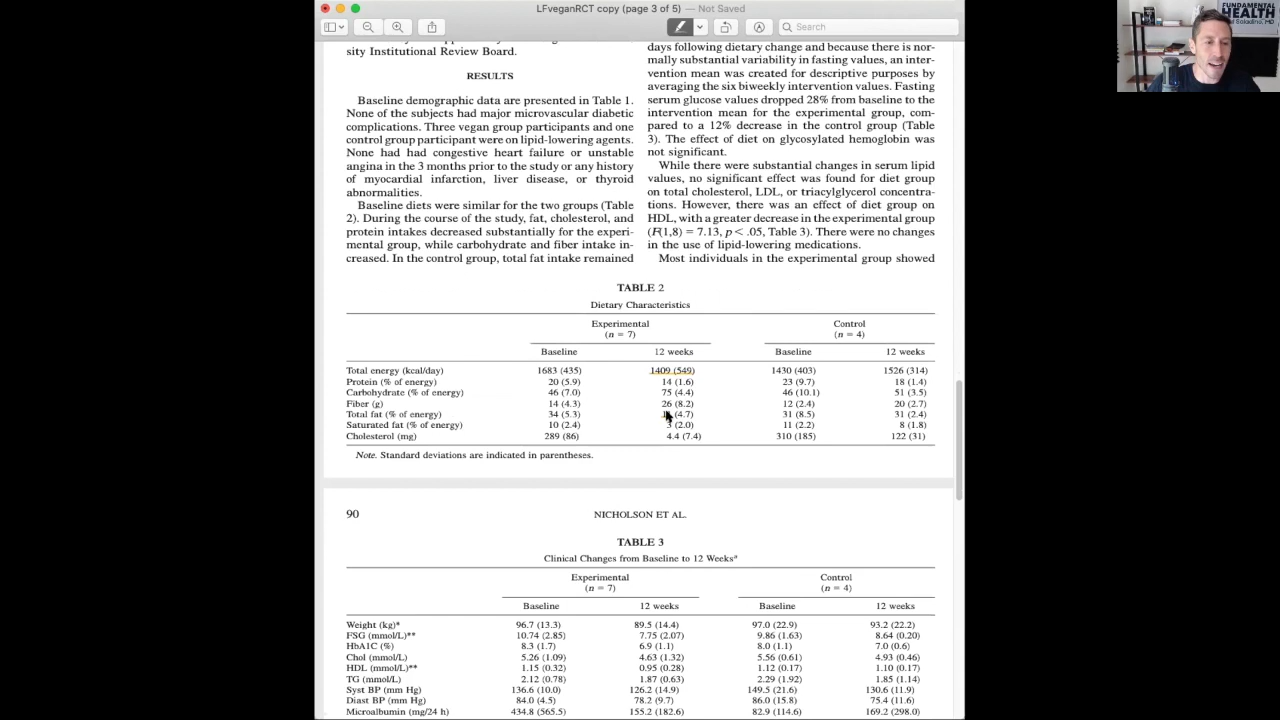 LFveganRCT copy (page 3 of 5) — Not Saved
Search
FUNDAMENTAL
HEALTH
Saladino, MD
sity Institutional Review Board.
RESULTS
Baseline demographic data are presented in Table 1.
None of the subjects had major microvascular diabetic
complications. Three vegan group participants and one
control group participant were on lipid-lowering agents.
None had had congestive heart failure or unstable
angina in the 3 months prior to the study or any history
of myocardial infarction, liver disease, or thyroid
abnormalities.
Baseline diets were similar for the two groups (Table
2). During the course of the study, fat, cholesterol, and
protein intakes decreased substantially for the experi-
mental group, while carbohydrate and fiber intake in-
creased. In the control group, total fat intake remained
days following dietary change and because there is nor-
mally substantial variability in fasting values, an inter-
vention mean was created for descriptive purposes by
averaging the six biweekly intervention values. Fasting
serum glucose values dropped 28% from baseline to the
intervention mean for the experimental group, com-
pared to a 12% decrease in the control group (Table
3). The effect of diet on glycosylated hemoglobin was
not significant.
While there were substantial changes in serum lipid
values, no significant effect was found for diet group
on total cholesterol, LDL, or triacylglycerol concentra-
tions. However, there was an effect of diet group on
HDL, with a greater decrease in the experimental group
(F(1,8) = 7.13, p < .05, Table 3). There were no changes
in the use of lipid-lowering medications.
Most individuals in the experimental group showed
TABLE 2
Dietary Characteristics
Experimental Control
(n = 7) (n = 4)
Baseline 12 weeks Baseline 12 weeks
Total energy (kcal/day) 1683 (435) 1409 (549) 1430 (403) 1526 (314)
Protein (% of energy) 20 (5.9) 14 (1.6) 23 (9.7) 18 (1.4)
Carbohydrate (% of energy) 46 (7.0) 75 (4.4) 46 (10.1) 51 (3.5)
Fiber (g) 14 (4.3) 26 (8.2) 12 (2.4) 20 (2.7)
Total fat (% of energy) 34 (5.3) (4.7) 31 (8.5) 31 (2.4)
Saturated fat (% of energy) 10 (2.4) 3 (2.0) 11 (2.2) 8 (1.8)
Cholesterol (mg) 289 (86) 4.4 (7.4) 310 (185) 122 (31)
Note. Standard deviations are indicated in parentheses.
90 NICHOLSON ET AL.
TABLE 3
Clinical Changes from Baseline to 12 Weeksᵃ
Experimental Control
(n = 7) (n = 4)
Baseline 12 weeks Baseline 12 weeks
Weight (kg)* 96.7 (13.3) 89.5 (14.4) 97.0 (22.9) 93.2 (22.2)
FSG (mmol/L)** 10.74 (2.85) 7.75 (2.07) 9.86 (1.63) 8.64 (0.20)
HbA1C (%) 8.3 (1.7) 6.9 (1.1) 8.0 (1.1) 7.0 (0.6)
Chol (mmol/L) 5.26 (1.09) 4.63 (1.32) 5.56 (0.61) 4.93 (0.46)
HDL (mmol/L)** 1.15 (0.32) 0.95 (0.28) 1.12 (0.17) 1.10 (0.17)
TG (mmol/L) 2.12 (0.78) 1.87 (0.63) 2.29 (1.92) 1.85 (1.14)
Syst BP (mm Hg) 136.6 (10.0) 126.2 (14.9) 149.5 (21.6) 130.6 (11.9)
Diast BP (mm Hg) 84.0 (4.5) 78.2 (9.7) 86.0 (15.8) 75.4 (11.6)
Microalbumin (mg/24 h) 434.8 (565.5) 155.2 (182.6) 82.9 (114.6) 169.2 (298.0)